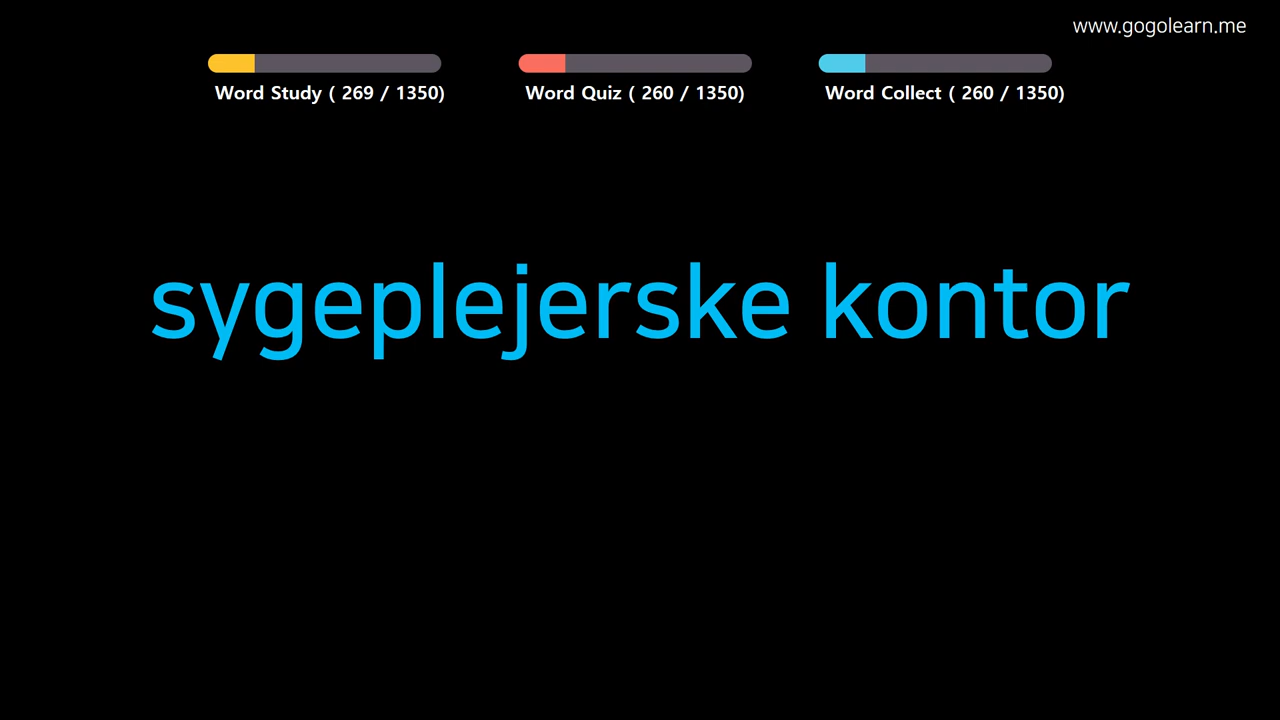 www.gogolearn.me
Word Study ( 269 / 1350)
Word Quiz ( 260 / 1350)
Word Collect ( 260 / 1350)
sygeplejerske kontor